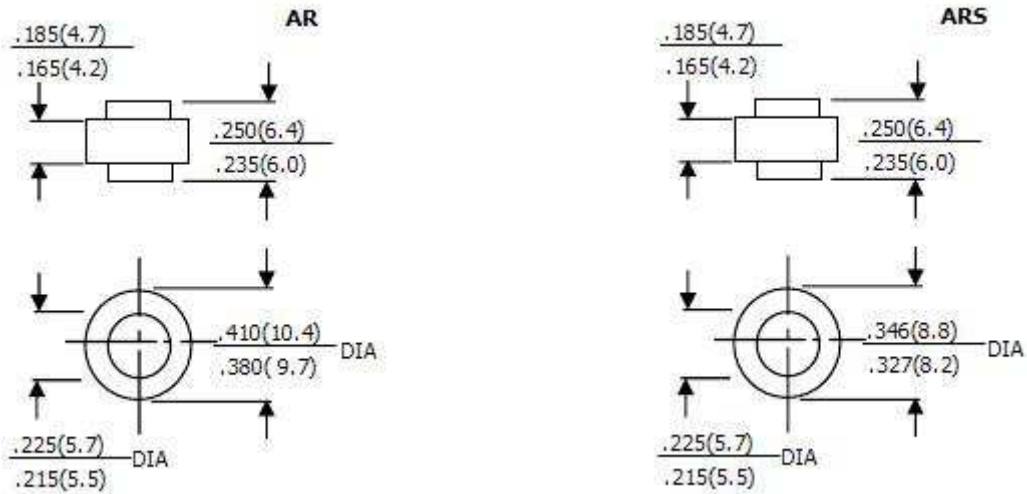 AR
.185(4.7)
.165(4.2)
.250(6.4)
.235(6.0)
.410(10.4)
.380( 9.7)
DIA
.225(5.7)
.215(5.5)
DIA
ARS
.185(4.7)
.165(4.2)
.250(6.4)
.235(6.0)
.346(8.8)
.327(8.2)
DIA
.225(5.7)
.215(5.5)
DIA